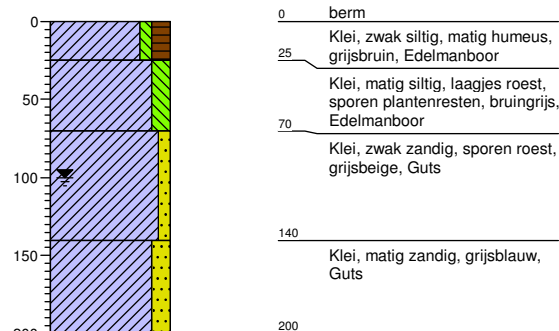 0
50
100
150
200
0 berm
Klei, zwak siltig, matig humeus,
grijsbruin, Edelmanboor
25
Klei, matig siltig, laagjes roest,
sporen plantenresten, bruingrijs,
Edelmanboor
70
Klei, zwak zandig, sporen roest,
grijsbeige, Guts
140
Klei, matig zandig, grijsblauw,
Guts
200